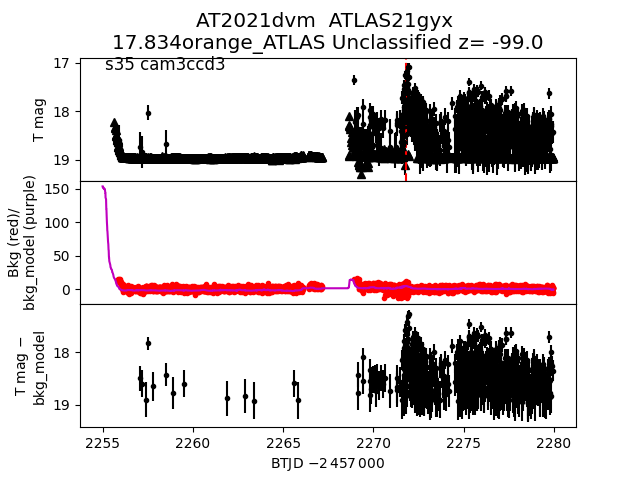 AT2021dvm  ATLAS21gyx
17.834orange_ATLAS Unclassified z= -99.0
s35 cam3ccd3
17
18
19
T mag
150
100
50
0
Bkg (red)/
bkg_model (purple)
18
19
T mag −
bkg_model
2255 2260 2265 2270 2275 2280
BTJD −2 457 000